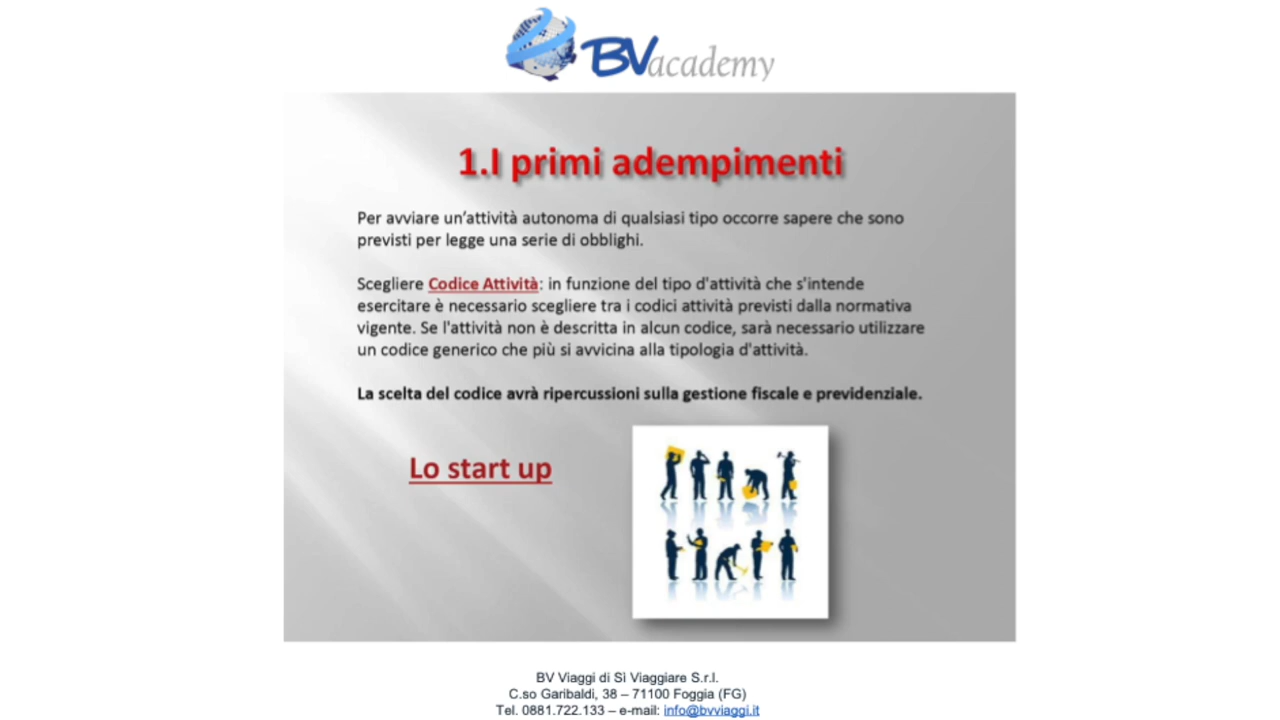 BVacademy
1.I primi adempimenti
Per avviare un'attività autonoma di qualsiasi tipo occorre sapere che sono
previsti per legge una serie di obblighi.
Scegliere Codice Attività: in funzione del tipo d'attività che s'intende
esercitare è necessario scegliere tra i codici attività previsti dalla normativa
vigente. Se l'attività non è descritta in alcun codice, sarà necessario utilizzare
un codice generico che più si avvicina alla tipologia d'attività.
La scelta del codice avrà ripercussioni sulla gestione fiscale e previdenziale.
Lo start up
BV Viaggi di Sì Viaggiare S.r.l.
C.so Garibaldi, 38 – 71100 Foggia (FG)
Tel. 0881.722.133 – e-mail: info@bvviaggi.it